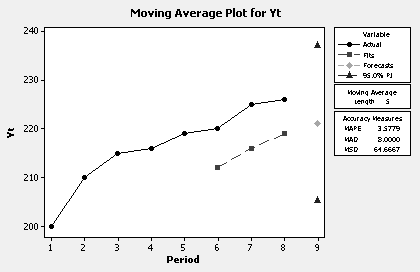 Moving Average Plot for Yt
Variable
Actual
Fits
Forecasts
95.0% PI
Moving Average
Length 5
Accuracy Measures
MAPE 3.5779
MAD 8.0000
MSD 64.6667
Yt
240
230
220
210
200
1 2 3 4 5 6 7 8 9
Period